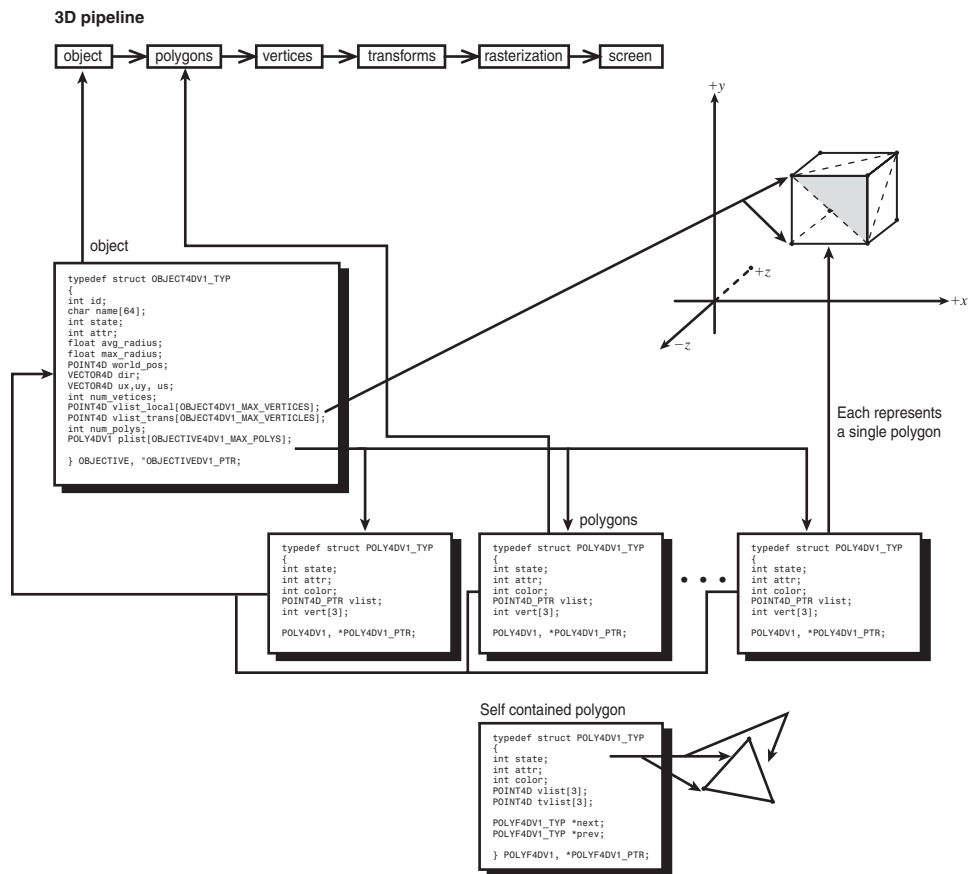 3D pipeline
object
polygons
vertices
transforms
rasterization
screen
+y
+z
+x
−z
object
typedef struct OBJECT4DV1_TYP
{
int id;
char name[64];
int state;
int attr;
float avg_radius;
float max_radius;
POINT4D world_pos;
VECTOR4D dir;
VECTOR4D ux,uy, us;
int num_vetices;
POINT4D vlist_local[OBJECT4DV1_MAX_VERTICES];
POINT4D vlist_trans[OBJECT4DV1_MAX_VERTICLES];
int num_polys;
POLY4DV1 plist[OBJECTIVE4DV1_MAX_POLYS];
} OBJECTIVE, "OBJECTIVEDV1_PTR;
Each represents
a single polygon
polygons
typedef struct POLY4DV1_TYP
{
int state;
int attr;
int color;
POINT4D_PTR vlist;
int vert[3];
POLY4DV1, *POLY4DV1_PTR;
typedef struct POLY4DV1_TYP
{
int state;
int attr;
int color;
POINT4D_PTR vlist;
int vert[3];
POLY4DV1, *POLY4DV1_PTR;
• • •
typedef struct POLY4DV1_TYP
{
int state;
int attr;
int color;
POINT4D_PTR vlist;
int vert[3];
POLY4DV1, *POLY4DV1_PTR;
Self contained polygon
typedef struct POLY4DV1_TYP
{
int state;
int attr;
int color;
POINT4D vlist[3];
POINT4D tvlist[3];
POLYF4DV1_TYP *next;
POLYF4DV1_TYP *prev;
} POLYF4DV1, *POLYF4DV1_PTR;